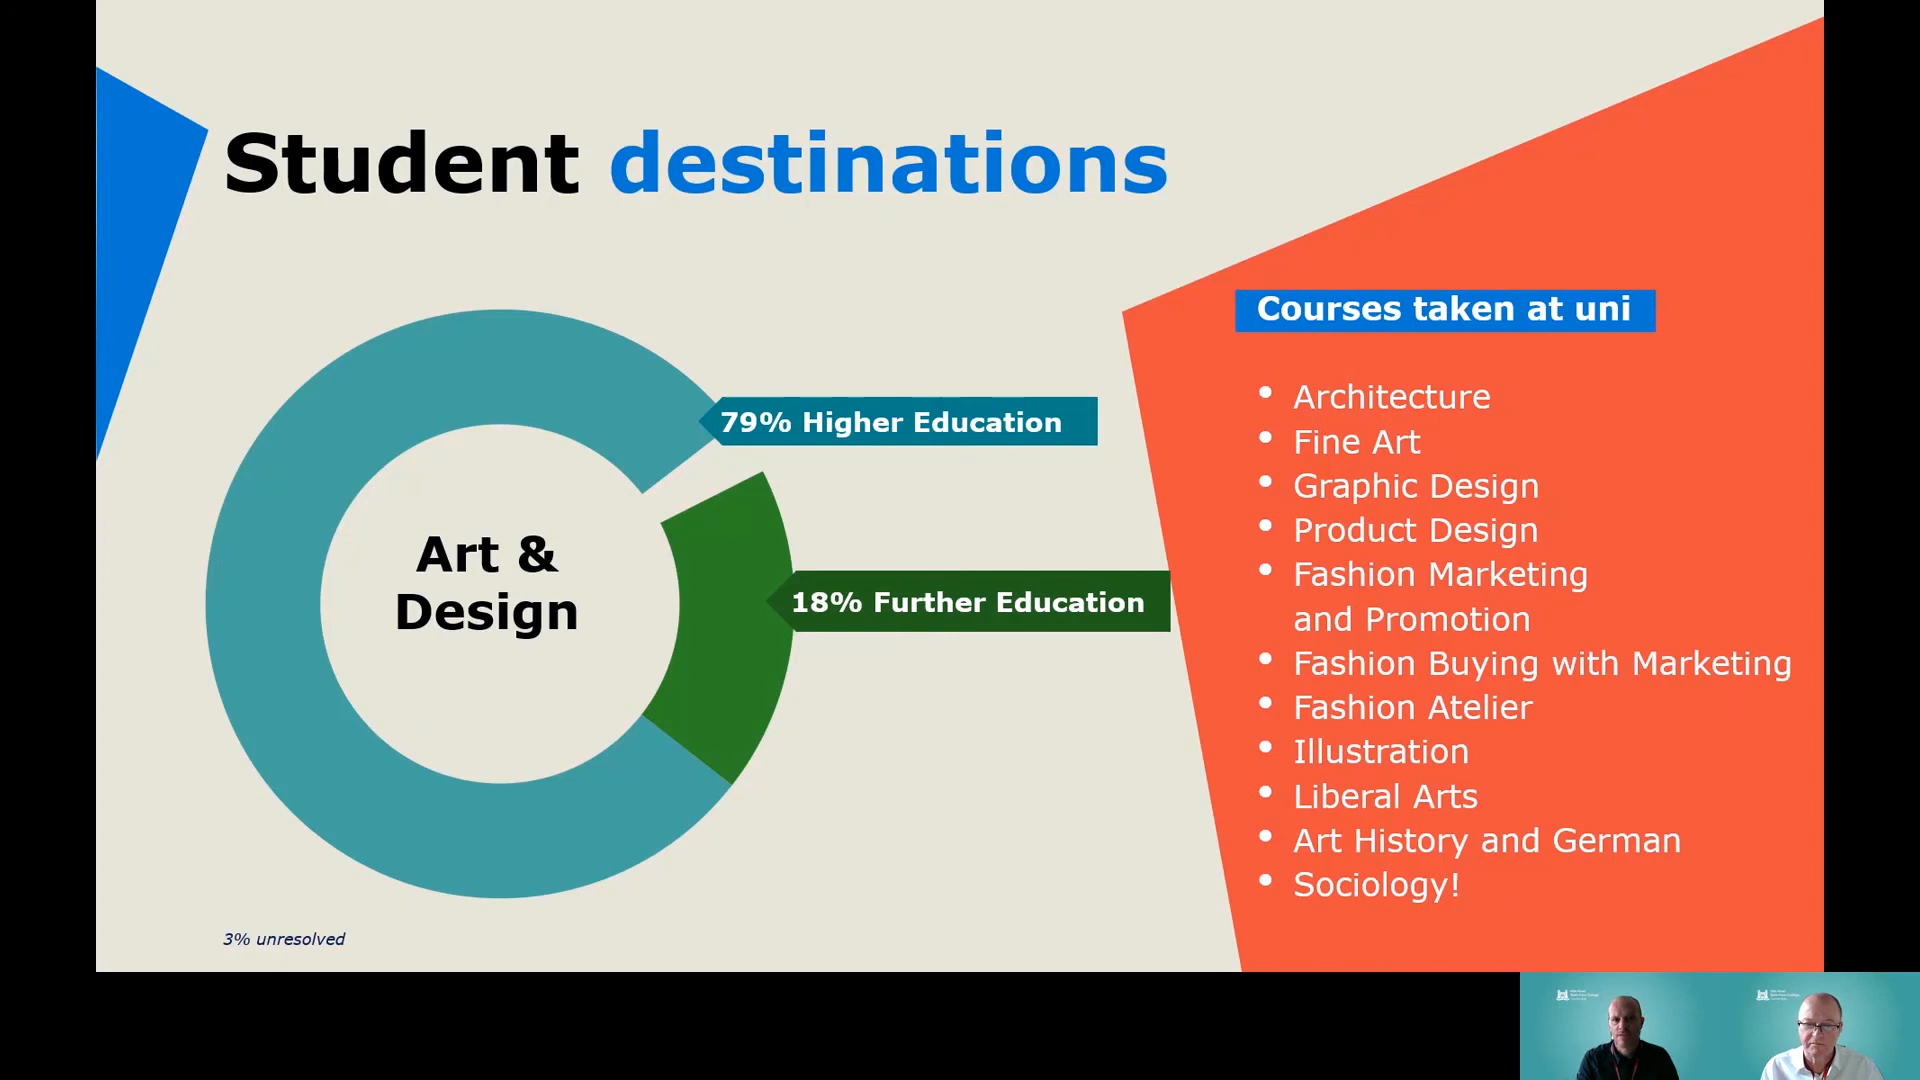 Student destinations
79% Higher Education
Art &
Design
18% Further Education
3% unresolved
Courses taken at uni
• Architecture
• Fine Art
• Graphic Design
• Product Design
• Fashion Marketing
and Promotion
• Fashion Buying with Marketing
• Fashion Atelier
• Illustration
• Liberal Arts
• Art History and German
• Sociology!